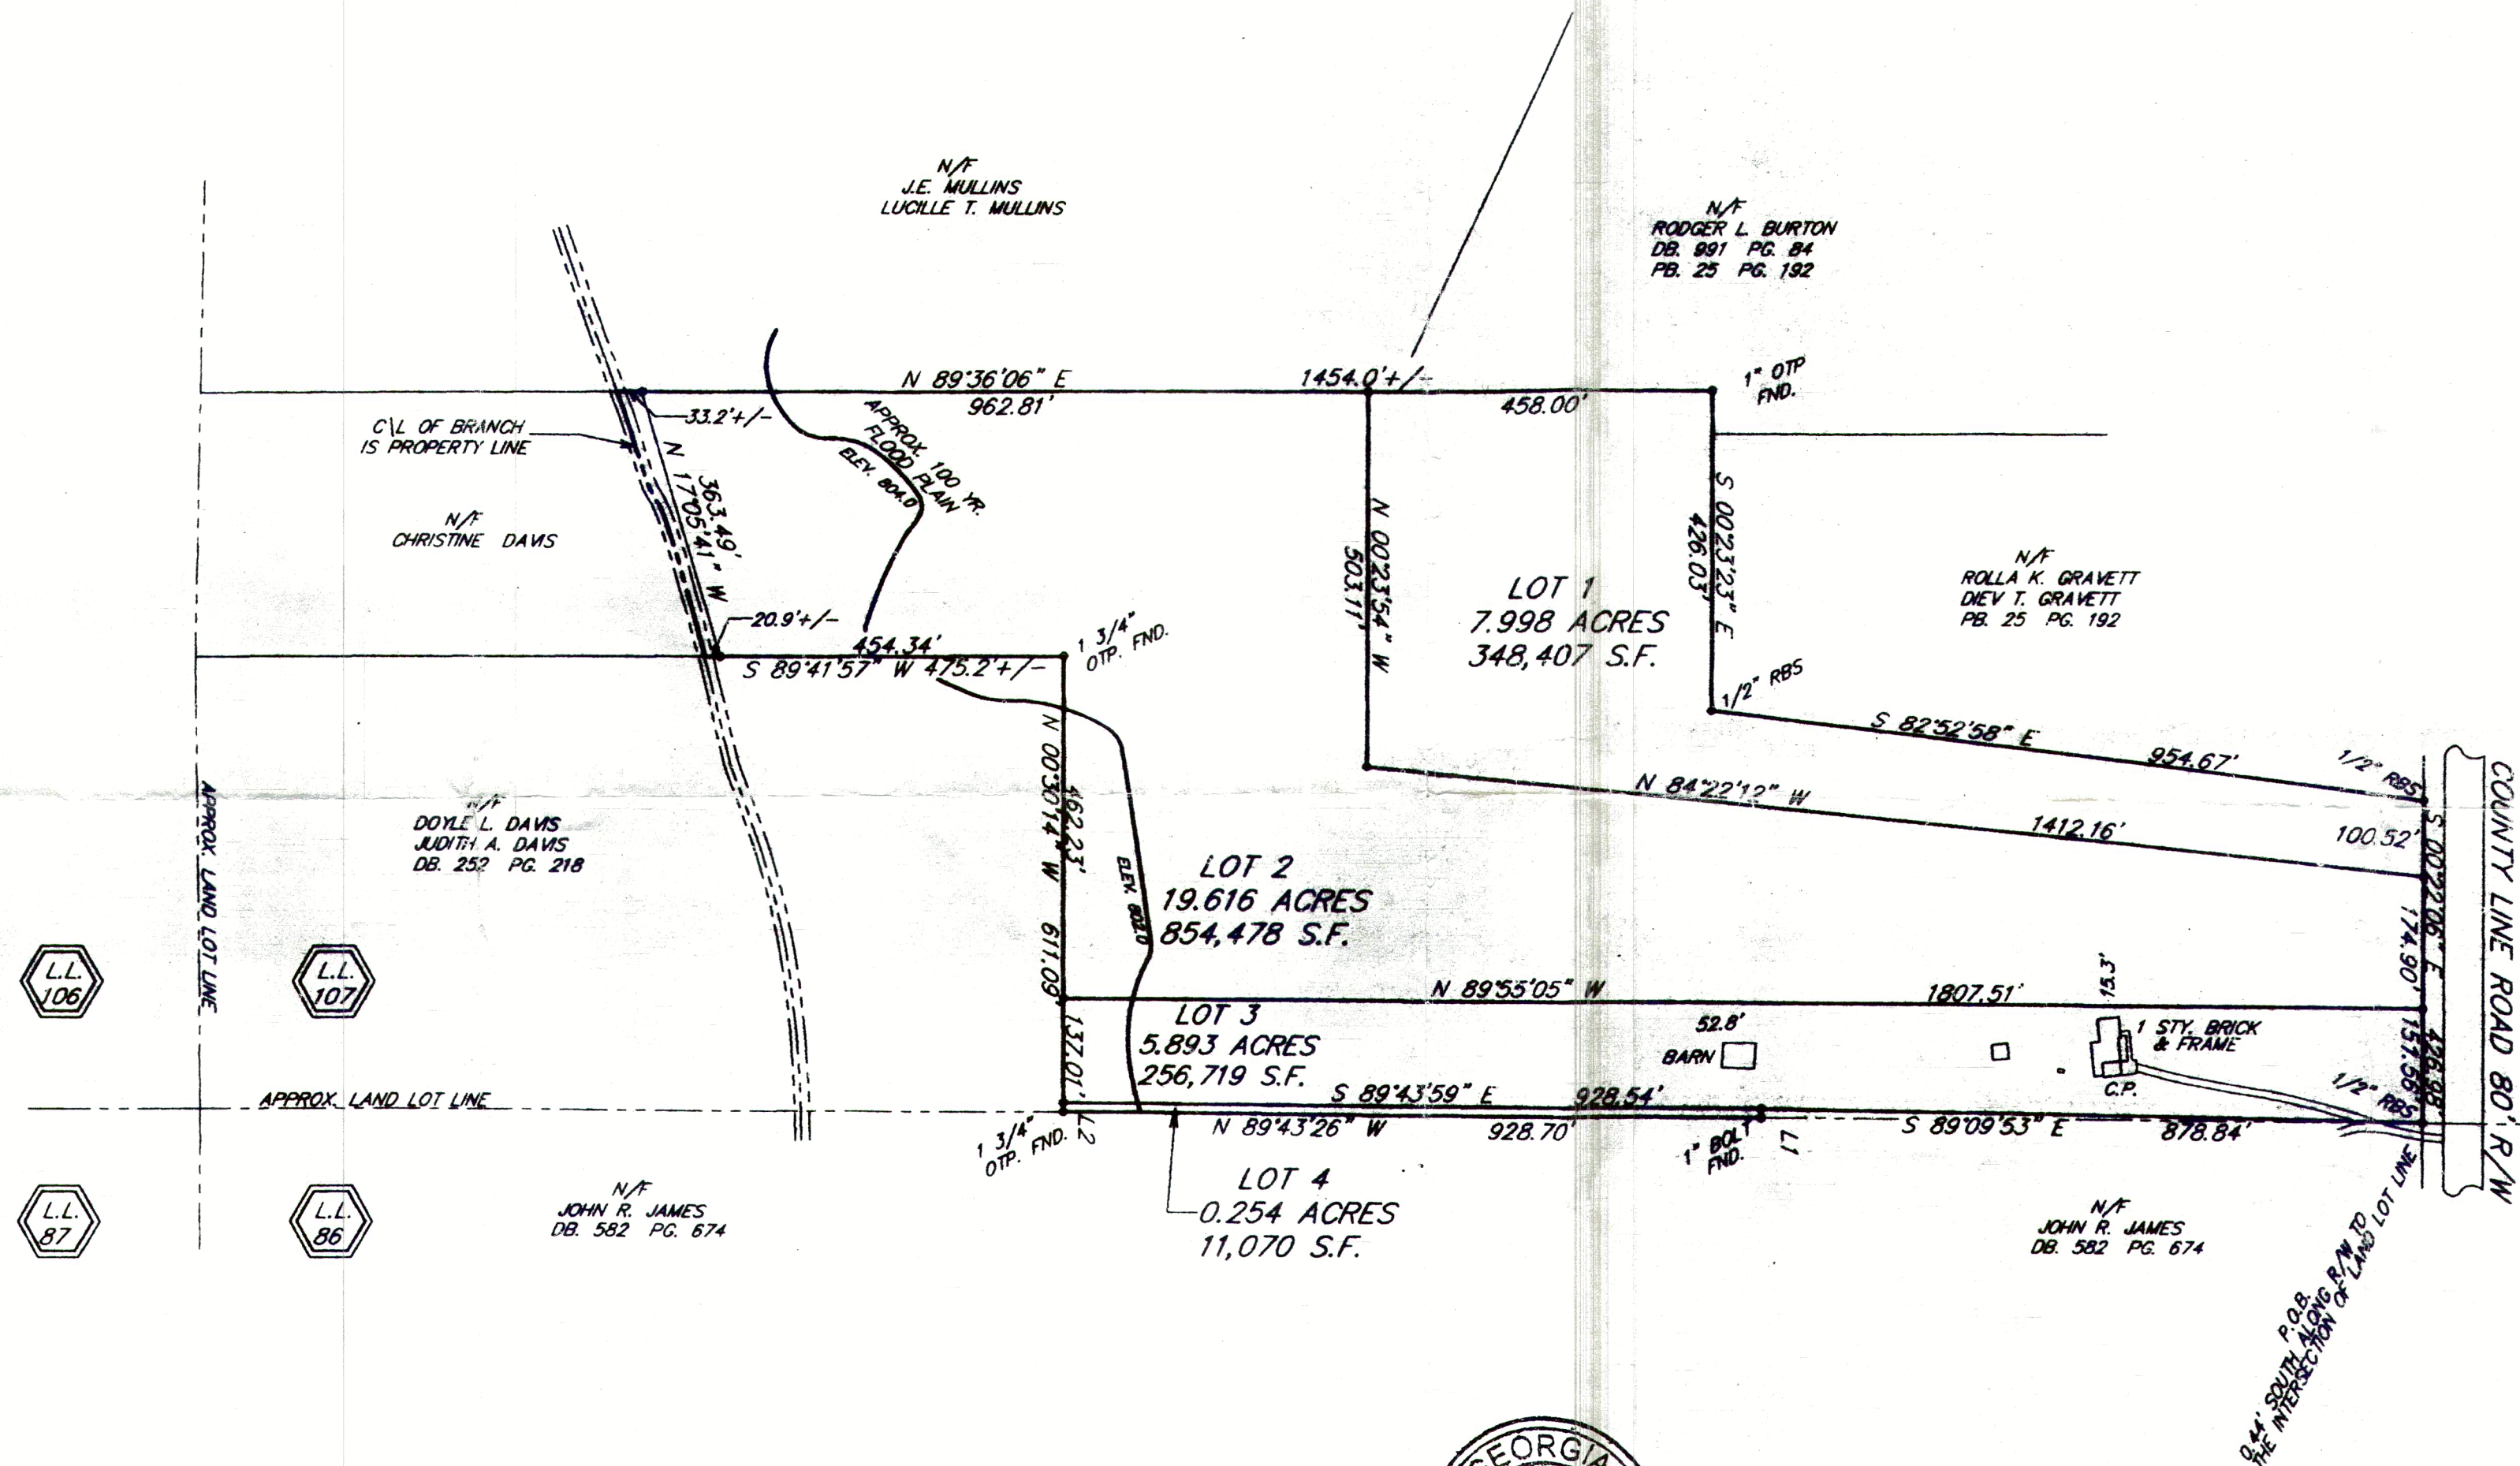 N/F
J.E. MULLINS
LUCILLE T. MULLINS
N/F
RODGER L. BURTON
DB. 991 PG. 84
PB. 25 PG. 192
N 89°36'06" E
962.81'
1454.0'+/-
458.00'
1" OTP
FND.
33.2'+/-
C\L OF BRANCH
IS PROPERTY LINE
N 17°05'41" W
363.49'
APPROX. 100 YR.
FLOOD PLAIN
ELEV. 804.0
N/F
CHRISTINE DAVIS
N 00°23'54" W
503.11'
S 00°23'23" E
426.03'
LOT 1
7.998 ACRES
348,407 S.F.
N/F
ROLLA K. GRAVETT
DIEV T. GRAVETT
PB. 25 PG. 192
20.9'+/-
454.34'
S 89°41'57" W 475.2'+/-
1 3/4"
OTP. FND.
1/2" RBS
S 82°52'58" E
954.67'
1/2" RBS
N 84°22'12" W
1412.16'
100.52'
COUNTY LINE ROAD 80' R/W
S 00°22'06" E 426.98'
174.90'
151.56'
N 00°30'14" W 611.09'
462.23'
137.01'
APPROX. LAND LOT LINE
N/F
DOYLE L. DAVIS
JUDITH A. DAVIS
DB. 252 PG. 218
ELEV. 802.0
LOT 2
19.616 ACRES
854,478 S.F.
L.L.
106
L.L.
107
N 89°55'05" W
1807.51'
15.3'
LOT 3
5.893 ACRES
256,719 S.F.
52.8'
BARN
1 STY. BRICK
& FRAME
C.P.
1/2" RBS
APPROX. LAND LOT LINE
S 89°43'59" E
928.54'
N 89°43'26" W
928.70'
1 3/4"
OTP. FND.
L2
1" BOLT
FND.
L1
S 89°09'53" E
878.84'
LOT 4
0.254 ACRES
11,070 S.F.
L.L.
87
L.L.
86
N/F
JOHN R. JAMES
DB. 582 PG. 674
N/F
JOHN R. JAMES
DB. 582 PG. 674
P.O.B.
0.44' SOUTH ALONG R/W TO
THE INTERSECTION OF LAND LOT LINE
GEORGIA